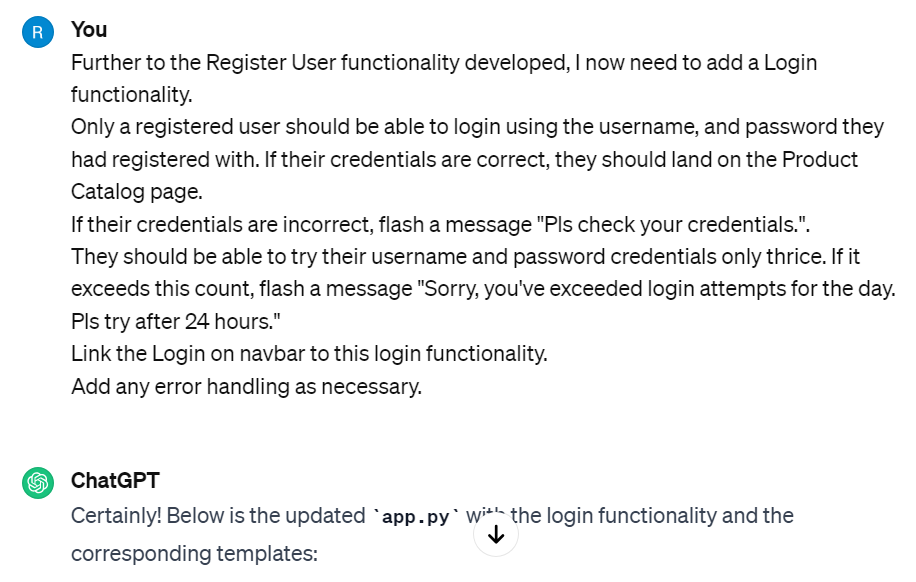 R
You
Further to the Register User functionality developed, I now need to add a Login
functionality.
Only a registered user should be able to login using the username, and password they
had registered with. If their credentials are correct, they should land on the Product
Catalog page.
If their credentials are incorrect, flash a message "Pls check your credentials.".
They should be able to try their username and password credentials only thrice. If it
exceeds this count, flash a message "Sorry, you've exceeded login attempts for the day.
Pls try after 24 hours."
Link the Login on navbar to this login functionality.
Add any error handling as necessary.
ChatGPT
Certainly! Below is the updated `app.py` with the login functionality and the
corresponding templates: